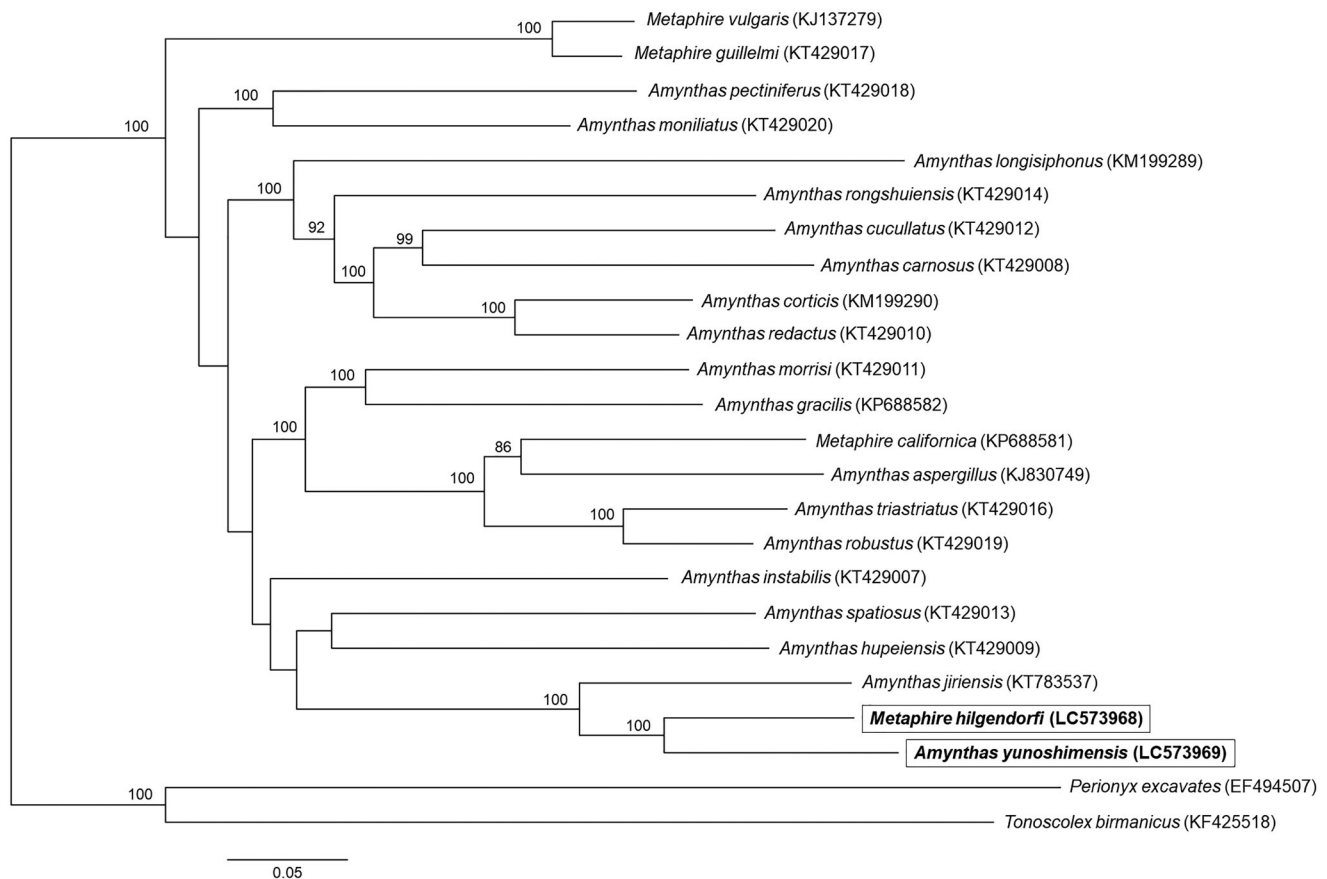 100 Metaphire vulgaris (KJ137279)
Metaphire guillelmi (KT429017)
100 Amynthas pectiniferus (KT429018)
100 Amynthas moniliatus (KT429020)
Amynthas longisiphonus (KM199289)
100 Amynthas rongshuiensis (KT429014)
92 99 Amynthas cucullatus (KT429012)
100 Amynthas carnosus (KT429008)
100 Amynthas corticis (KM199290)
Amynthas redactus (KT429010)
100 Amynthas morrisi (KT429011)
Amynthas gracilis (KP688582)
100 Metaphire californica (KP688581)
86 Amynthas aspergillus (KJ830749)
100 Amynthas triastriatus (KT429016)
100 Amynthas robustus (KT429019)
Amynthas instabilis (KT429007)
Amynthas spatiosus (KT429013)
Amynthas hupeiensis (KT429009)
Amynthas jiriensis (KT783537)
100 Metaphire hilgendorfi (LC573968)
100 Amynthas yunoshimensis (LC573969)
Perionyx excavates (EF494507)
100 Tonoscolex birmanicus (KF425518)
0.05